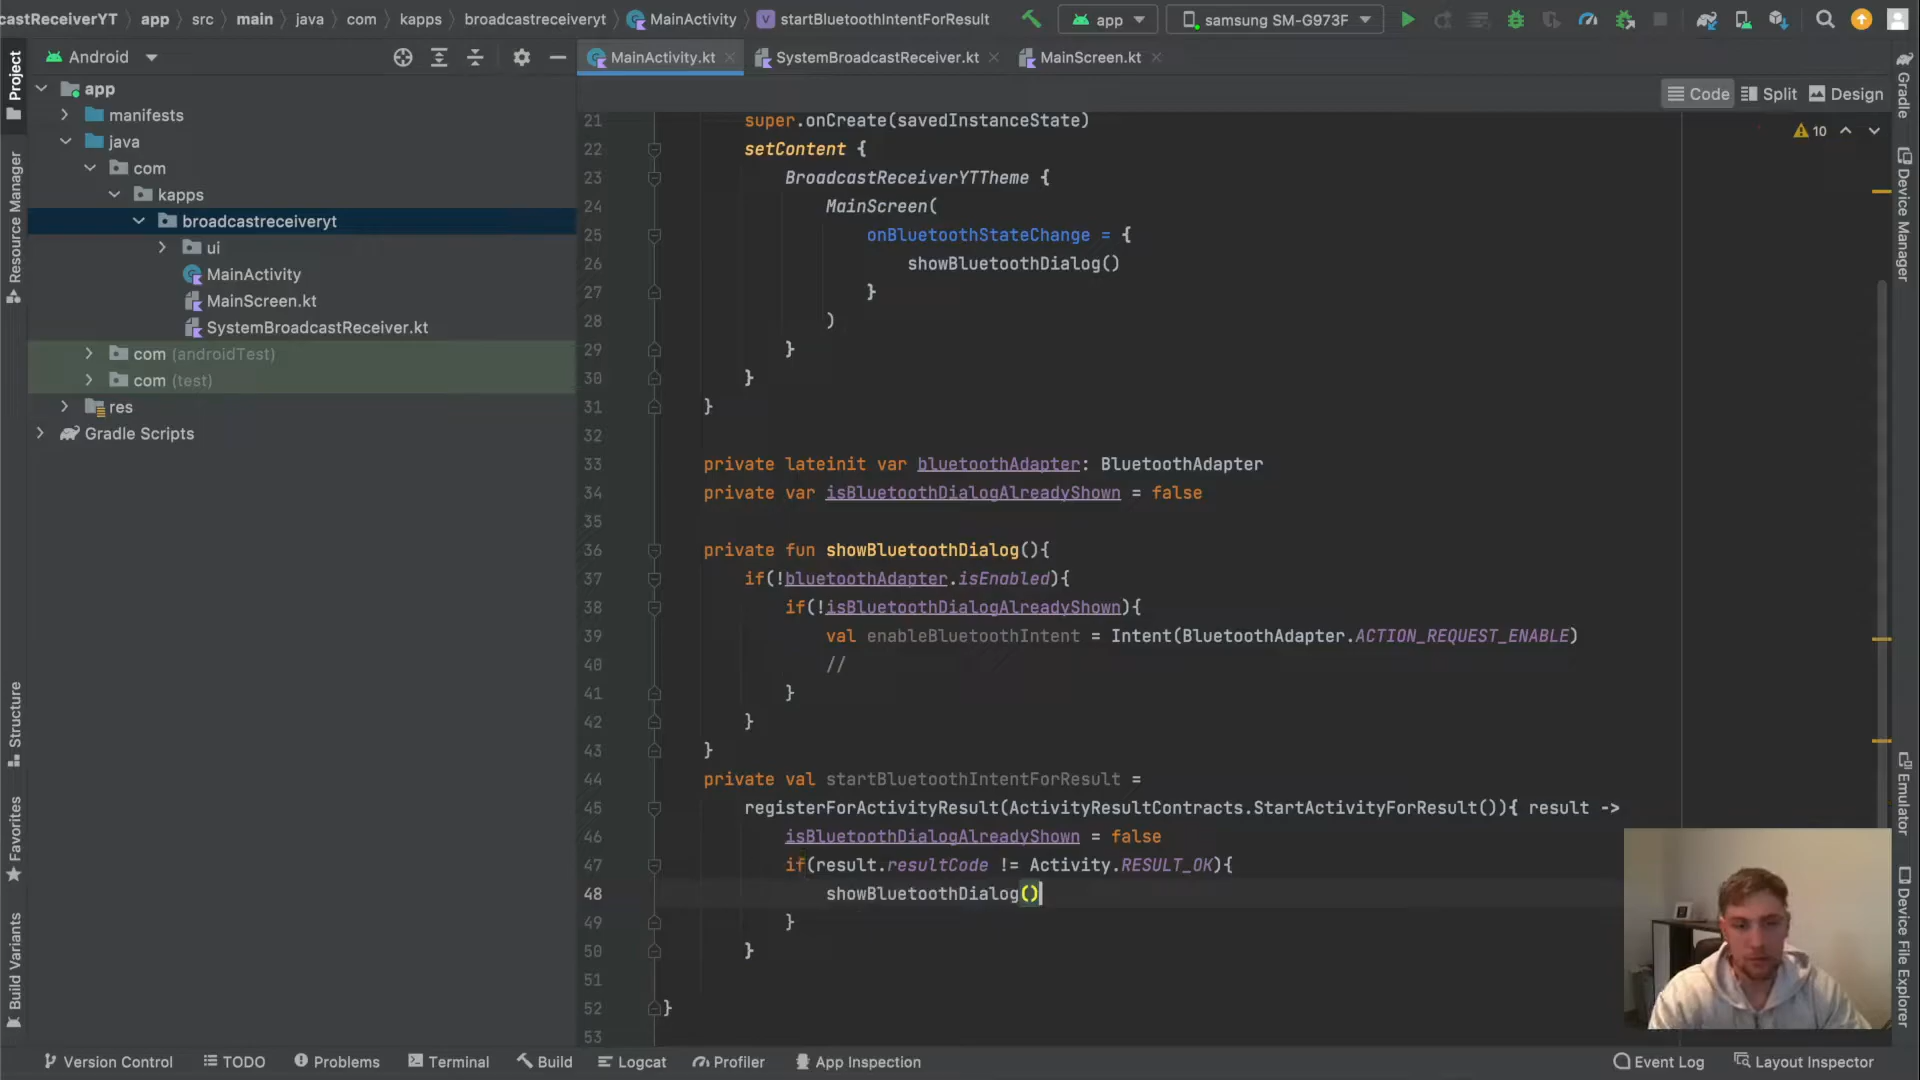 castReceiverYT app src main java com kapps broadcastreceiveryt MainActivity startBluetoothIntentForResult app samsung SM-G973F
Android MainActivity.kt SystemBroadcastReceiver.kt MainScreen.kt
Code Split Design
10
Project
Resource Manager
Structure
Favorites
Build Variants
app
manifests
java
com
kapps
broadcastreceiveryt
ui
MainActivity
MainScreen.kt
SystemBroadcastReceiver.kt
com (androidTest)
com (test)
res
Gradle Scripts
21 super.onCreate(savedInstanceState)
22 setContent {
23 BroadcastReceiverYTTheme {
24 MainScreen(
25 onBluetoothStateChange = {
26 showBluetoothDialog()
27 }
28 )
29 }
30 }
31 }
32
33 private lateinit var bluetoothAdapter: BluetoothAdapter
34 private var isBluetoothDialogAlreadyShown = false
35
36 private fun showBluetoothDialog(){
37 if(!bluetoothAdapter.isEnabled){
38 if(!isBluetoothDialogAlreadyShown){
39 val enableBluetoothIntent = Intent(BluetoothAdapter.ACTION_REQUEST_ENABLE)
40 //
41 }
42 }
43 }
44 private val startBluetoothIntentForResult =
45 registerForActivityResult(ActivityResultContracts.StartActivityForResult()){ result ->
46 isBluetoothDialogAlreadyShown = false
47 if(result.resultCode != Activity.RESULT_OK){
48 showBluetoothDialog()
49 }
50 }
51
52 }
53
Gradle
Device Manager
Emulator
Device File Explorer
Version Control TODO Problems Terminal Build Logcat Profiler App Inspection Event Log Layout Inspector